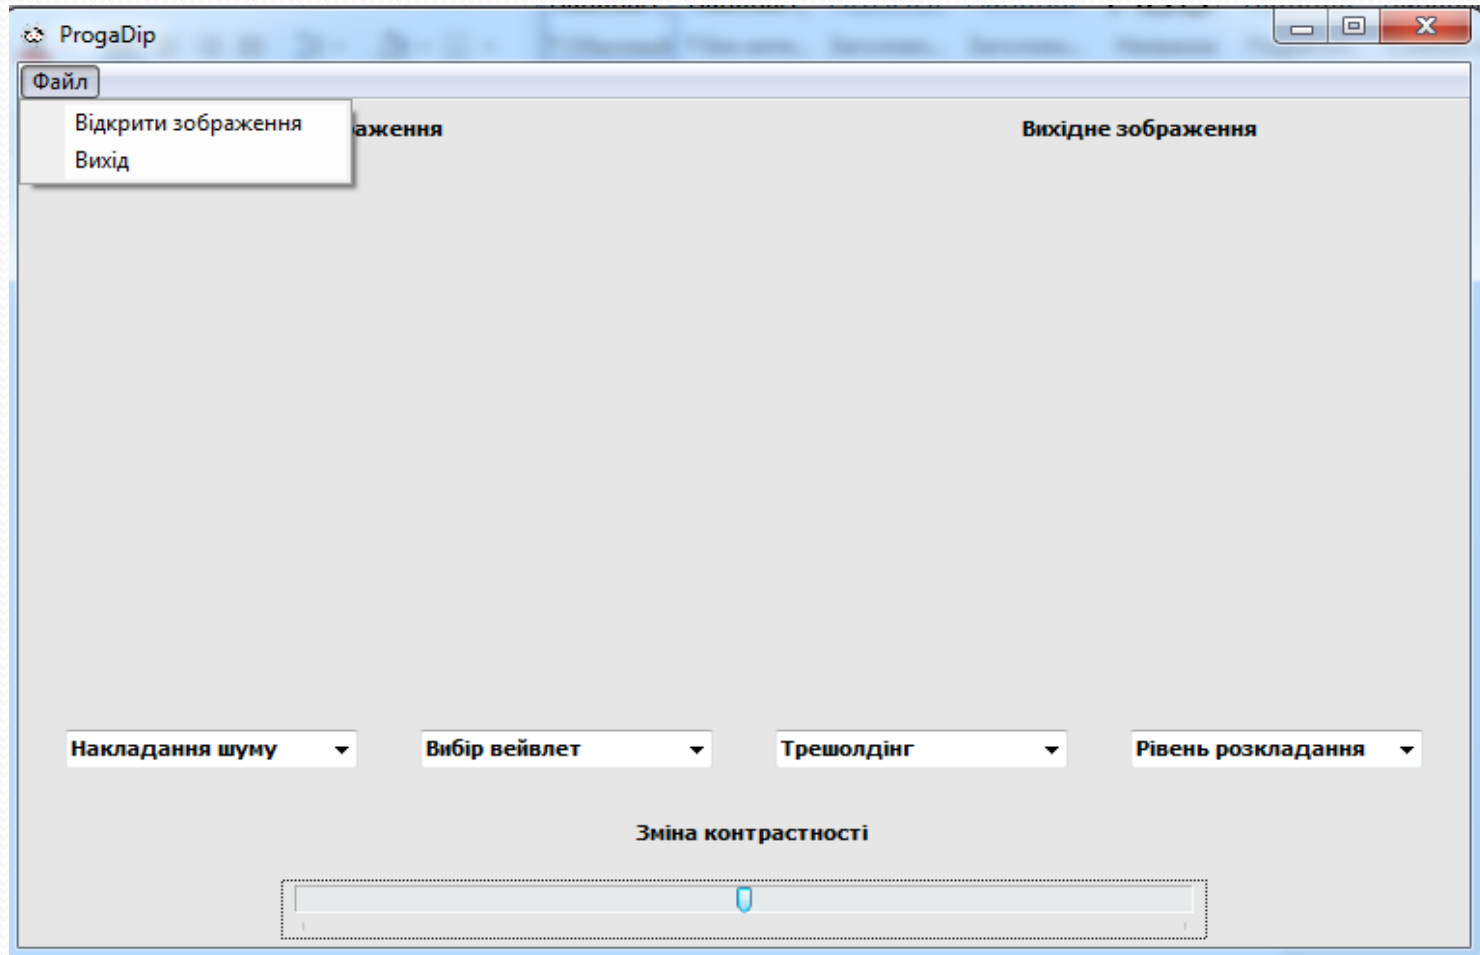 ProgaDip
Файл
Відкрити зображення
Вихід
аження
Вихідне зображення
Накладання шуму
Вибір вейвлет
Трешолдінг
Рівень розкладання
Зміна контрастності